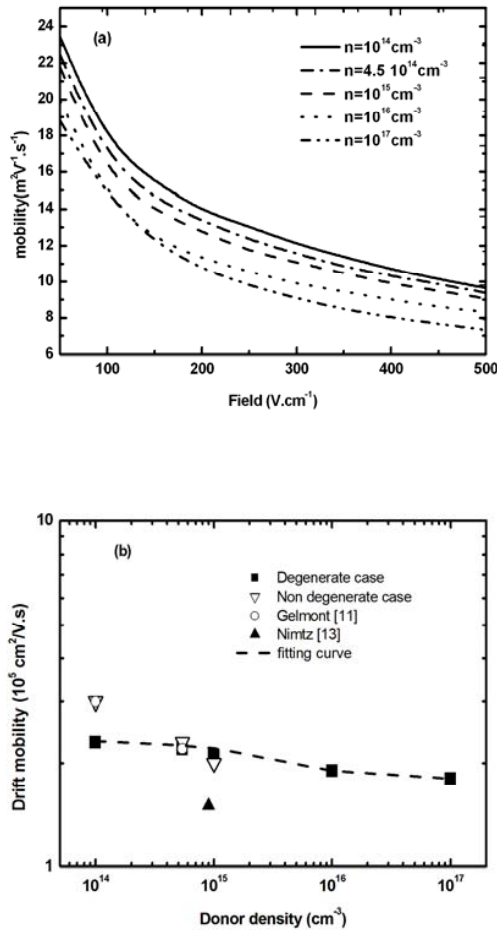 (a)
n=10¹⁴cm⁻³
n=4.5 10¹⁴cm⁻³
n=10¹⁵cm⁻³
n=10¹⁶cm⁻³
n=10¹⁷cm⁻³
24
22
20
18
16
14
12
10
8
6
mobility(m²V⁻¹.s⁻¹)
100 200 300 400 500
Field (V.cm⁻¹)
(b)
Degenerate case
Non degenerate case
Gelmont [11]
Nimtz [13]
fitting curve
10
1
Drift mobility (10⁵ cm²/V.s)
10¹⁴ 10¹⁵ 10¹⁶ 10¹⁷
Donor density (cm⁻³)